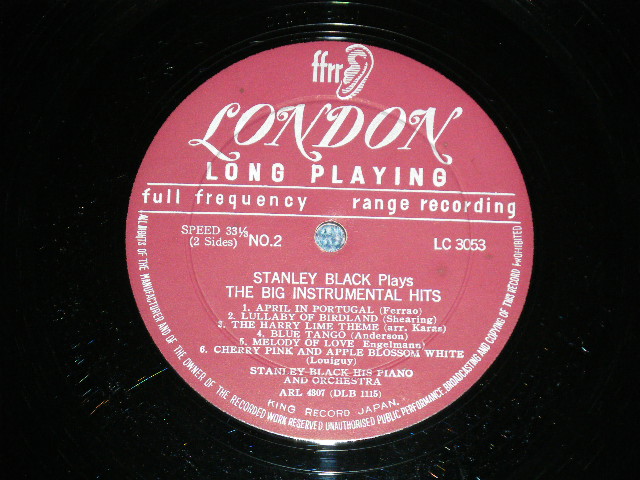 ffrr
LONDON
LONG PLAYING
full frequency range recording
SPEED 33⅓
(2 Sides) NO.2
LC 3053
STANLEY BLACK Plays
THE BIG INSTRUMENTAL HITS
1. APRIL IN PORTUGAL (Ferrao)
2. LULLABY OF BIRDLAND (Shearing)
3. THE HARRY LIME THEME (arr. Karas)
4. BLUE TANGO (Anderson)
5. MELODY OF LOVE Engelmann)
6. CHERRY PINK AND APPLE BLOSSOM WHITE
(Louiguy)
STANLEY BLACK HIS PIANO
AND ORCHESTRA
ARL 4807 (DLB 1115)
KING RECORD JAPAN.
ALL RIGHTS OF THE MANUFACTURER AND OF THE OWNER OF THE RECORDED WORK RESERVED UNAUTHORISED PUBLIC PERFORMANCE, BROADCASTING AND COPYING OF THIS RECORD PROHIBITED